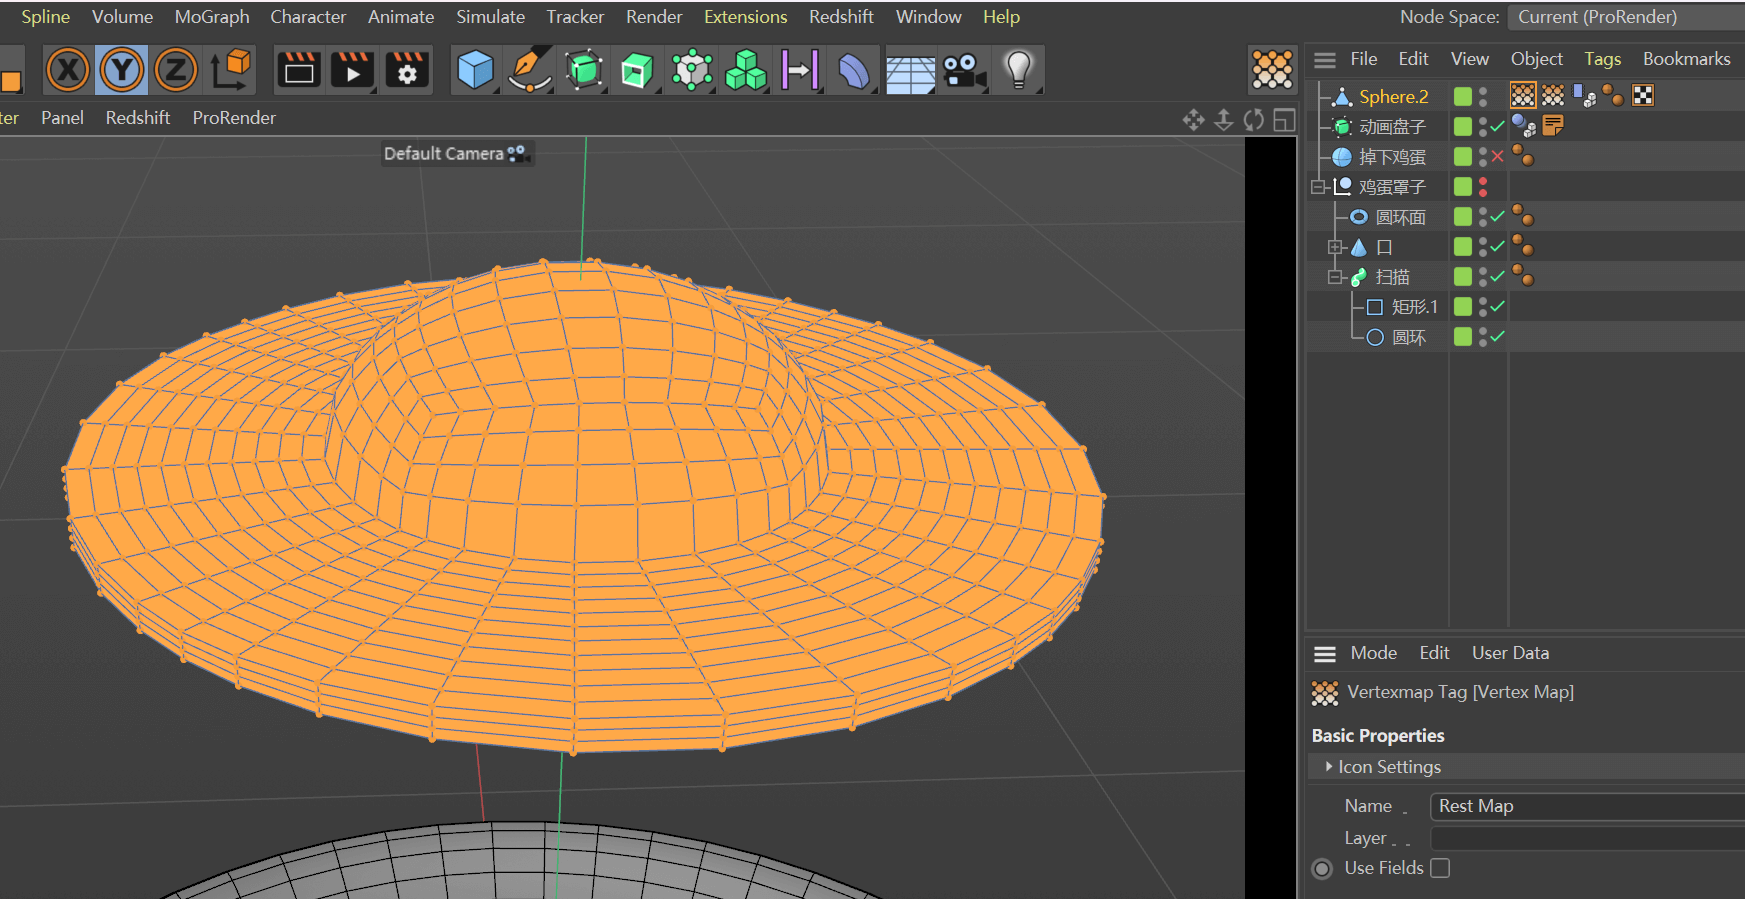 Spline Volume MoGraph Character Animate Simulate Tracker Render Extensions Redshift Window Help Node Space: Current (ProRender)
X Y Z
File Edit View Object Tags Bookmarks
Panel Redshift ProRender
Default Camera
Sphere.2
动画盘子
掉下鸡蛋
鸡蛋罩子
圆环面
口
扫描
矩形.1
圆环
Mode Edit User Data
Vertexmap Tag [Vertex Map]
Basic Properties
Icon Settings
Name Rest Map
Layer
Use Fields